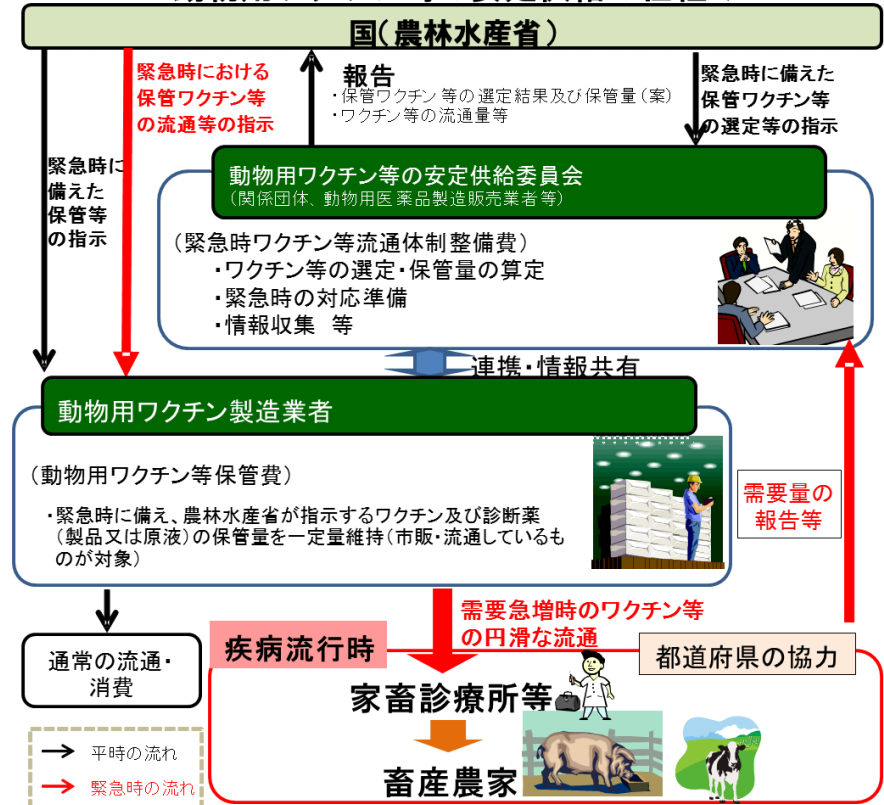 国（農林水産省）
緊急時における
保管ワクチン等
の流通等の指示
報告
・保管ワクチン等の選定結果及び保管量（案）
・ワクチン等の流通量等
緊急時に備えた
保管ワクチン等
の選定等の指示
緊急時に
備えた
保管等
の指示
動物用ワクチン等の安定供給委員会
（関係団体、動物用医薬品製造販売業者等）
（緊急時ワクチン等流通体制整備費）
・ワクチン等の選定・保管量の算定
・緊急時の対応準備
・情報収集　等
連携・情報共有
動物用ワクチン製造業者
（動物用ワクチン等保管費）
・緊急時に備え、農林水産省が指示するワクチン及び診断薬
（製品又は原液）の保管量を一定量維持（市販・流通しているも
のが対象）
需要量の
報告等
需要急増時のワクチン等
の円滑な流通
通常の流通・
消費
疾病流行時
都道府県の協力
家畜診療所等
畜産農家
平時の流れ
緊急時の流れ